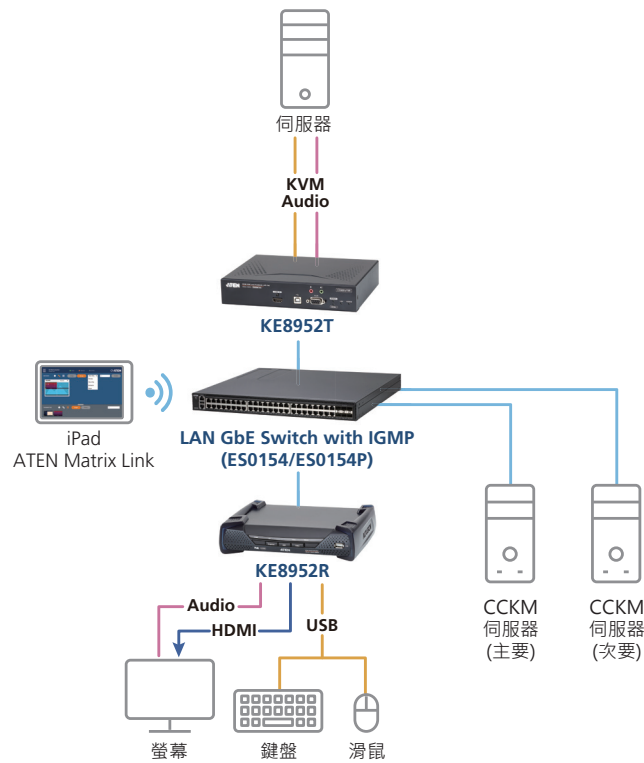 伺服器
KVM
Audio
ATEN
KE8952T
iPad
ATEN Matrix Link
LAN GbE Switch with IGMP
(ES0154/ES0154P)
KE8952R
Audio
HDMI
USB
CCKM
伺服器
(主要)
CCKM
伺服器
(次要)
螢幕
鍵盤
滑鼠